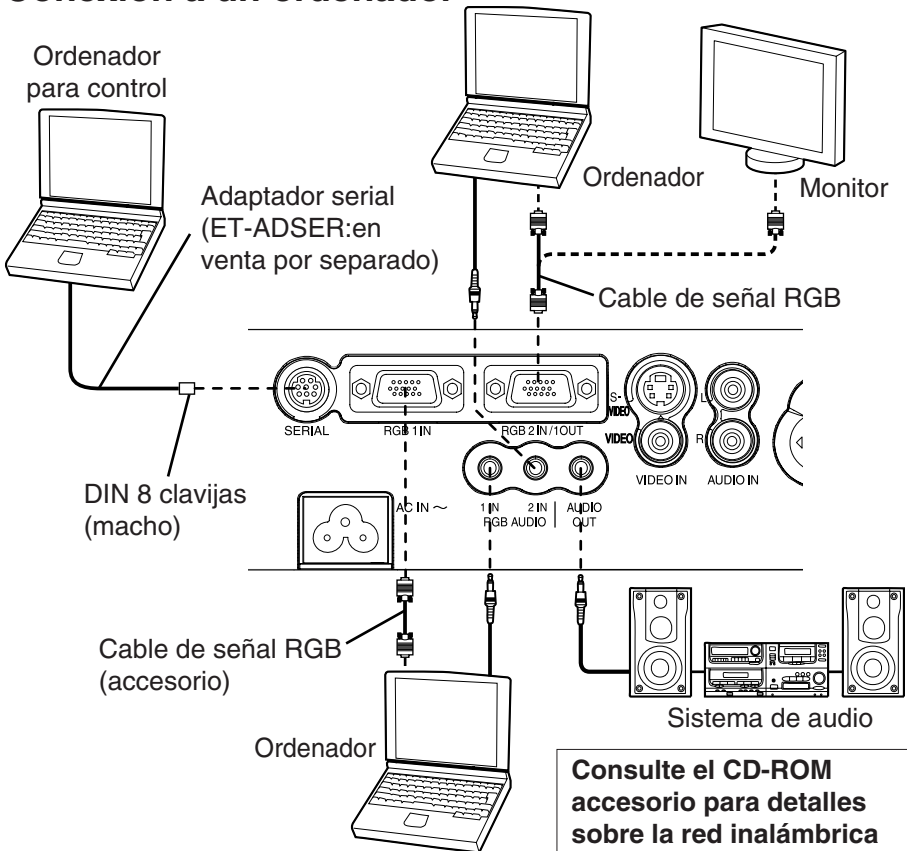 Conexión a un ordenador
Ordenador
para control
Adaptador serial
(ET-ADSER:en
venta por separado)
Ordenador
Monitor
Cable de señal RGB
SERIAL
RGB 1 IN
RGB 2 IN/1OUT
S-
VIDEO
VIDEO
L
R
VIDEO IN
AUDIO IN
DIN 8 clavijas
(macho)
AC IN ~
1 IN
2 IN
RGB AUDIO
AUDIO
OUT
Cable de señal RGB
(accesorio)
Ordenador
Sistema de audio
Consulte el CD-ROM
accesorio para detalles
sobre la red inalámbrica